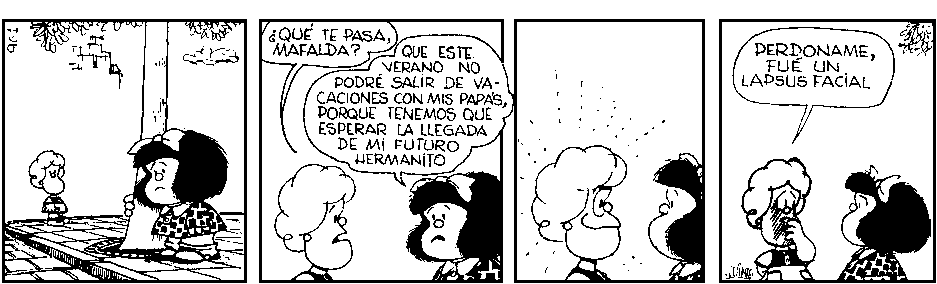 ¿QUÉ TE PASA,
MAFALDA?
QUE ESTE
VERANO NO
PODRÉ SALIR DE VA-
CACIONES CON MIS PAPÁS,
PORQUE TENEMOS QUE
ESPERAR LA LLEGADA
DE MI FUTURO
HERMANITO
PERDONAME,
FUÉ UN
LAPSUS FACIAL